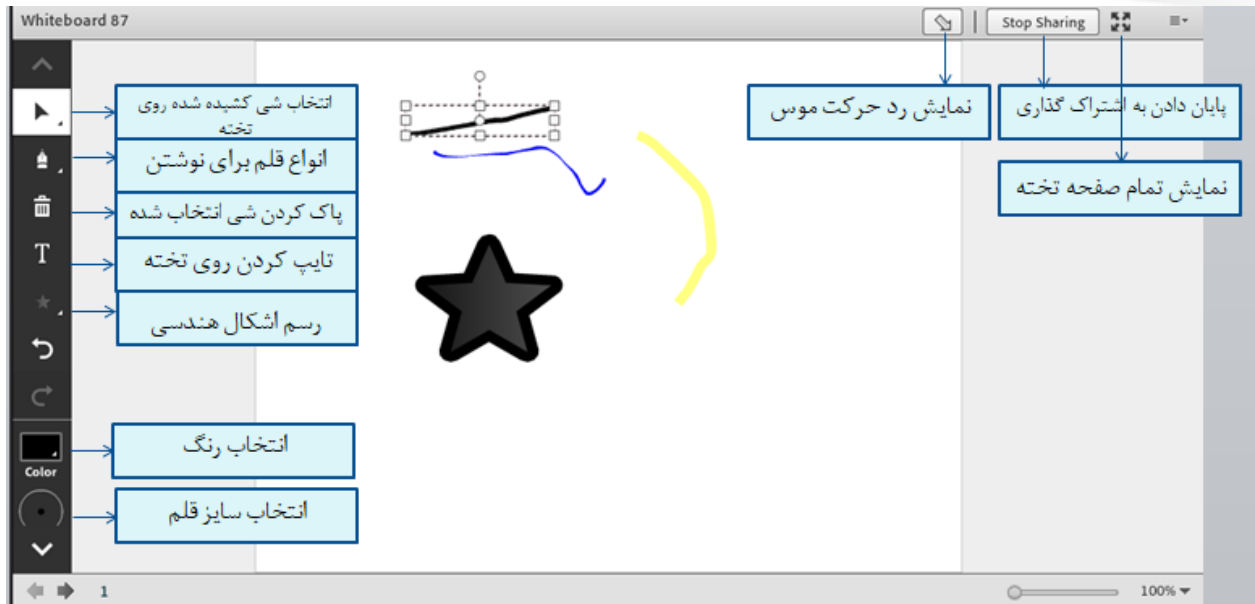 Whiteboard 87
Stop Sharing
نمایش رد حرکت موس
پایان دادن به اشتراک گذاری
نمایش تمام صفحه تخته
انتخاب شی کشیده شده روی
تخته
انواع قلم برای نوشتن
پاک کردن شی انتخاب شده
T
تایپ کردن روی تخته
رسم اشکال هندسی
انتخاب رنگ
Color
انتخاب سایز قلم
1
100%